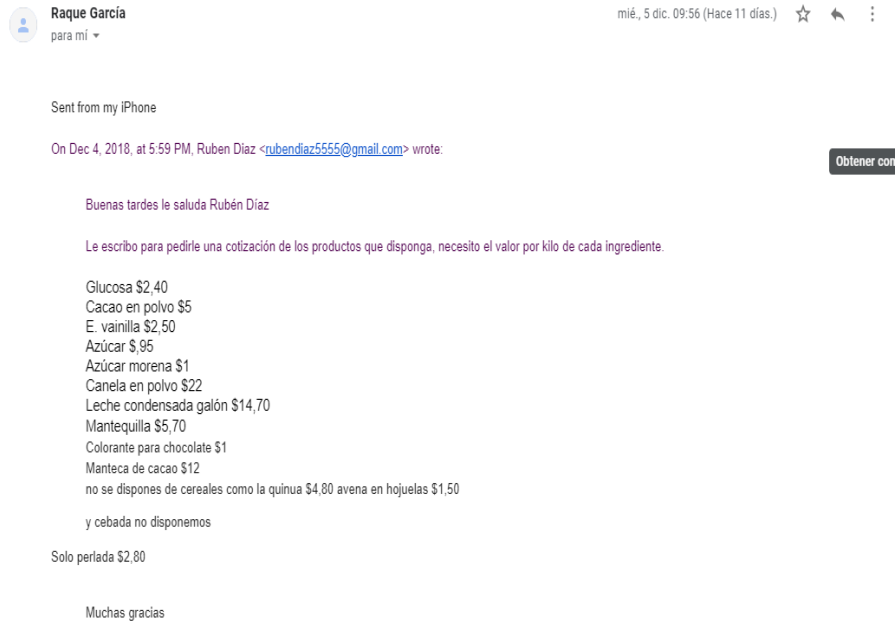 Raque García
mié., 5 dic. 09:56 (Hace 11 días.)
para mí
Sent from my iPhone
On Dec 4, 2018, at 5:59 PM, Ruben Diaz <rubendiaz5555@gmail.com> wrote:
Obtener con
Buenas tardes le saluda Rubén Díaz
Le escribo para pedirle una cotización de los productos que disponga, necesito el valor por kilo de cada ingrediente.
Glucosa $2,40
Cacao en polvo $5
E. vainilla $2,50
Azúcar $,95
Azúcar morena $1
Canela en polvo $22
Leche condensada galón $14,70
Mantequilla $5,70
Colorante para chocolate $1
Manteca de cacao $12
no se dispones de cereales como la quinua $4,80 avena en hojuelas $1,50
y cebada no disponemos
Solo perlada $2,80
Muchas gracias